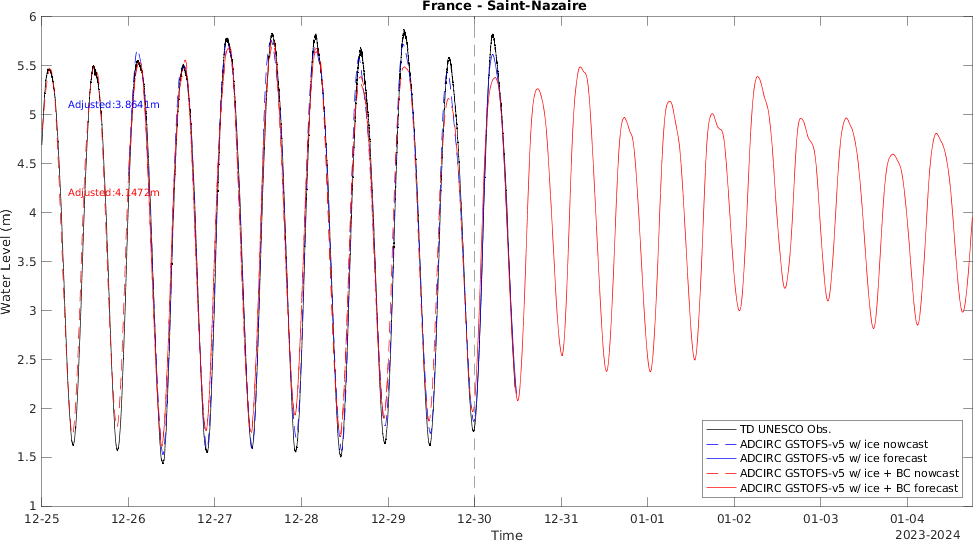 France - Saint-Nazaire
6
5.5
5
4.5
4
3.5
3
2.5
2
1.5
1
Water Level (m)
Adjusted:3.8641m
Adjusted:4.1472m
TD UNESCO Obs.
ADCIRC GSTOFS-v5 w/ ice nowcast
ADCIRC GSTOFS-v5 w/ ice forecast
ADCIRC GSTOFS-v5 w/ ice + BC nowcast
ADCIRC GSTOFS-v5 w/ ice + BC forecast
12-25 12-26 12-27 12-28 12-29 12-30 12-31 01-01 01-02 01-03 01-04
Time
2023-2024